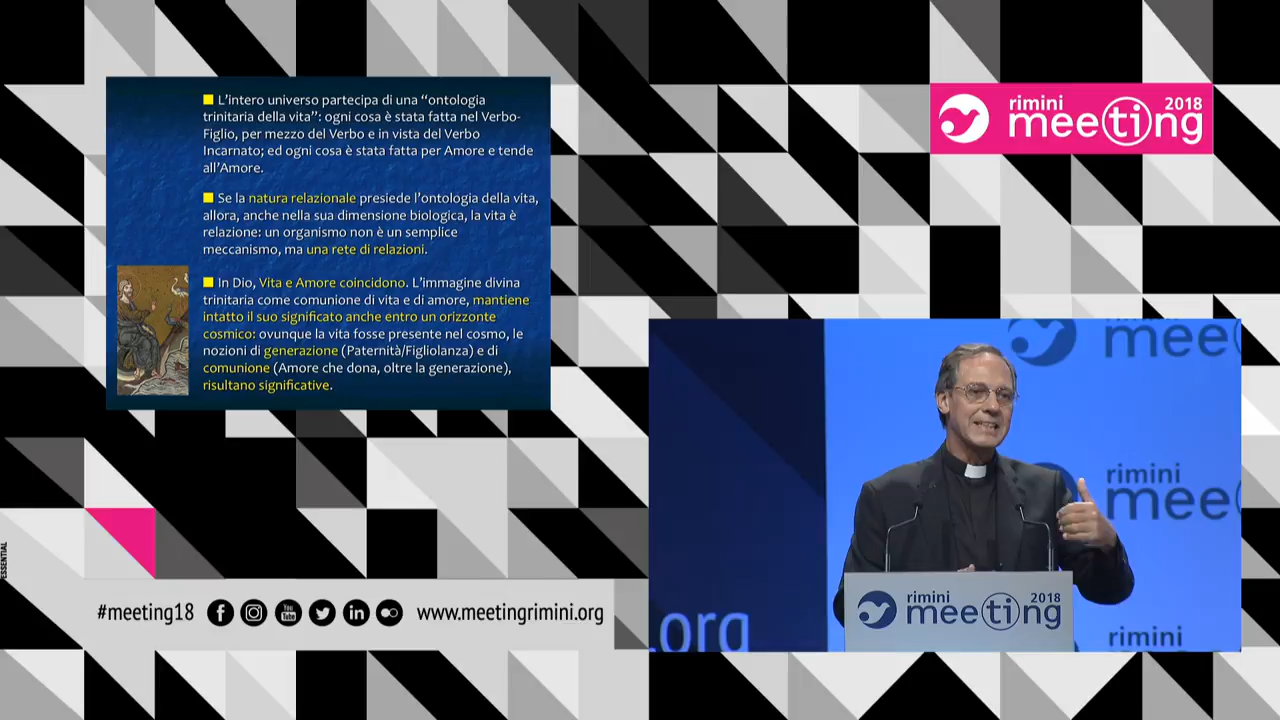 ■ L'intero universo partecipa di una “ontologia
trinitaria della vita”: ogni cosa è stata fatta nel Verbo-
Figlio, per mezzo del Verbo e in vista del Verbo
Incarnato; ed ogni cosa è stata fatta per Amore e tende
all'Amore.
■ Se la natura relazionale presiede l'ontologia della vita,
allora, anche nella sua dimensione biologica, la vita è
relazione: un organismo non è un semplice
meccanismo, ma una rete di relazioni.
■ In Dio, Vita e Amore coincidono. L'immagine divina
trinitaria come comunione di vita e di amore, mantiene
intatto il suo significato anche entro un orizzonte
cosmico: ovunque la vita fosse presente nel cosmo, le
nozioni di generazione (Paternità/Figliolanza) e di
comunione (Amore che dona, oltre la generazione),
risultano significative.
rimini 2018
meeting
mee
rimini
mee
.org
rimini 2018
meeting
rimini
ESSENTIAL
#meeting18 You Tube www.meetingrimini.org